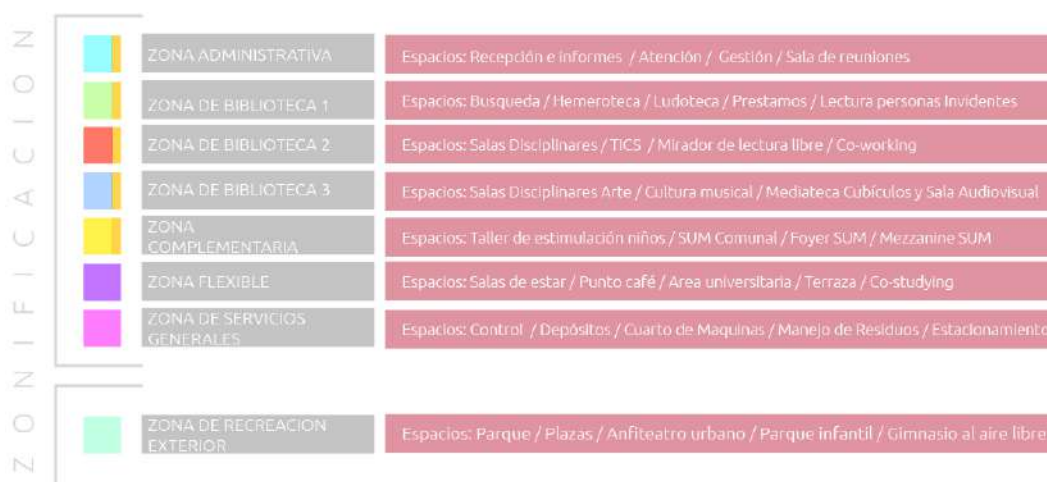 ZONIFICACION
ZONA ADMINISTRATIVA
Espacios: Recepción e informes / Atención / Gestión / Sala de reuniones
ZONA DE BIBLIOTECA 1
Espacios: Busqueda / Hemeroteca / Ludoteca / Prestamos / Lectura personas Invidentes
ZONA DE BIBLIOTECA 2
Espacios: Salas Disciplinares / TICS / Mirador de lectura libre / Co-working
ZONA DE BIBLIOTECA 3
Espacios: Salas Disciplinares Arte / Cultura musical / Mediateca Cubículos y Sala Audiovisual
ZONA
COMPLEMENTARIA
Espacios: Taller de estimulación niños / SUM Comunal / Foyer SUM / Mezzanine SUM
ZONA FLEXIBLE
Espacios: Salas de estar / Punto café / Area universitaria / Terraza / Co-studying
ZONA DE SERVICIOS
GENERALES
Espacios: Control / Depósitos / Cuarto de Maquinas / Manejo de Residuos / Estacionamiento
ZONA DE RECREACION
EXTERIOR
Espacios: Parque / Plazas / Anfiteatro urbano / Parque infantil / Gimnasio al aire libre